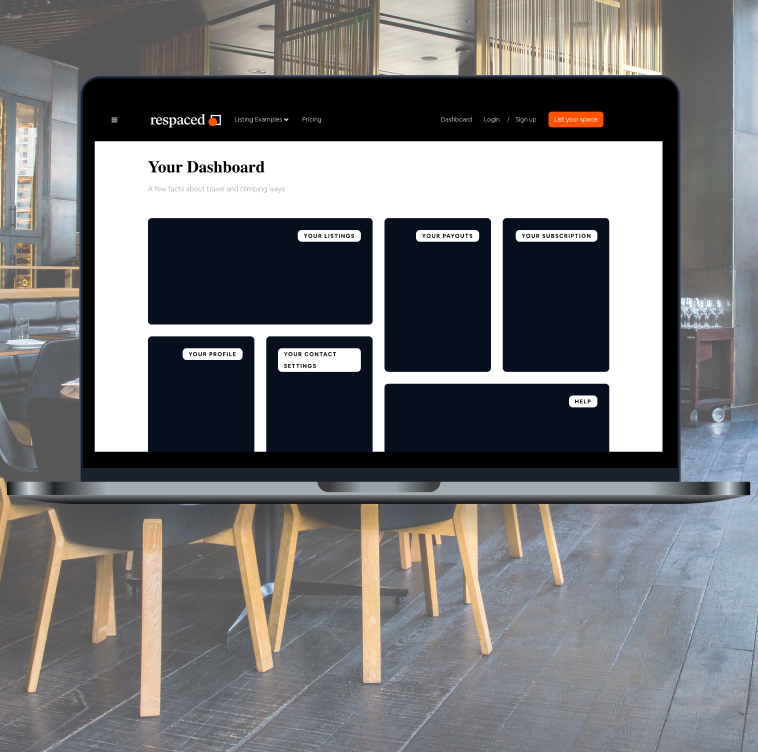 respaced
Listing Examples
Pricing
Dashboard
Login / Sign up
List your space
Your Dashboard
A few facts about travel and climbing ways
YOUR LISTINGS
YOUR PAYOUTS
YOUR SUBSCRIPTION
YOUR PROFILE
YOUR CONTACT
SETTINGS
HELP